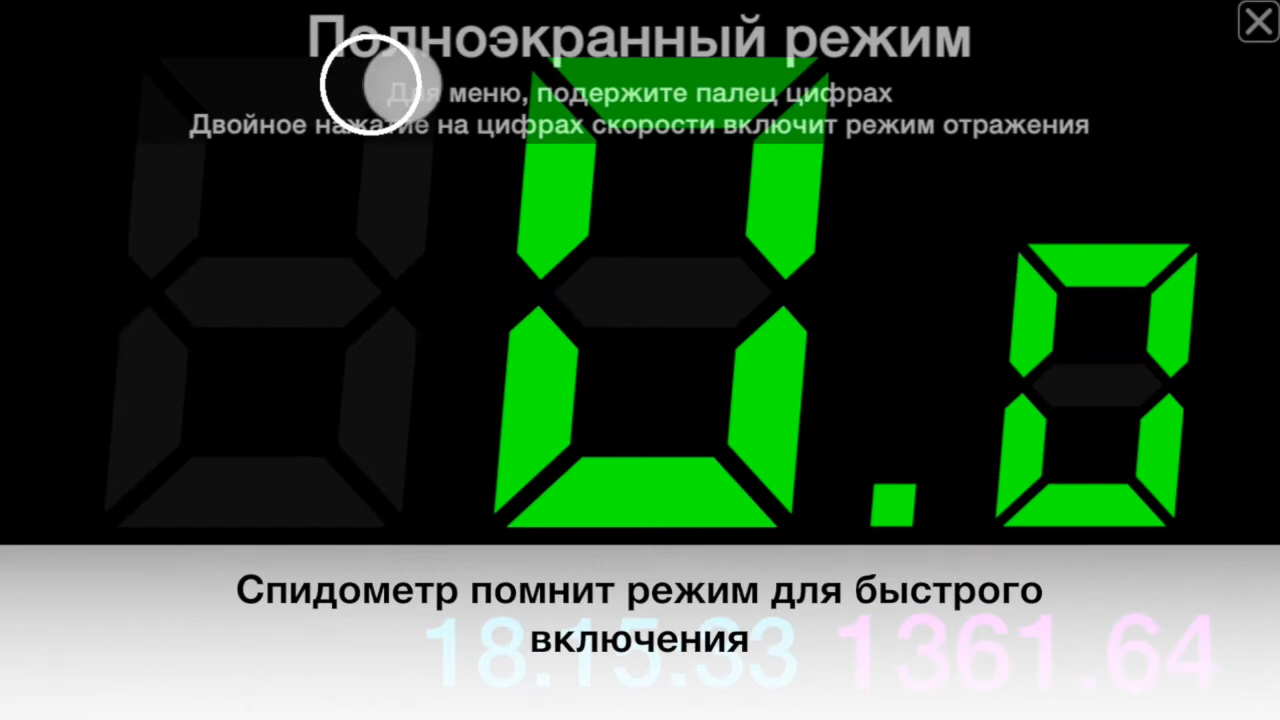 Полноэкранный режим
Для меню, подержите палец цифрах
Двойное нажатие на цифрах скорости включит режим отражения
0.0
Спидометр помнит режим для быстрого
включения
18:15:33 1361.64